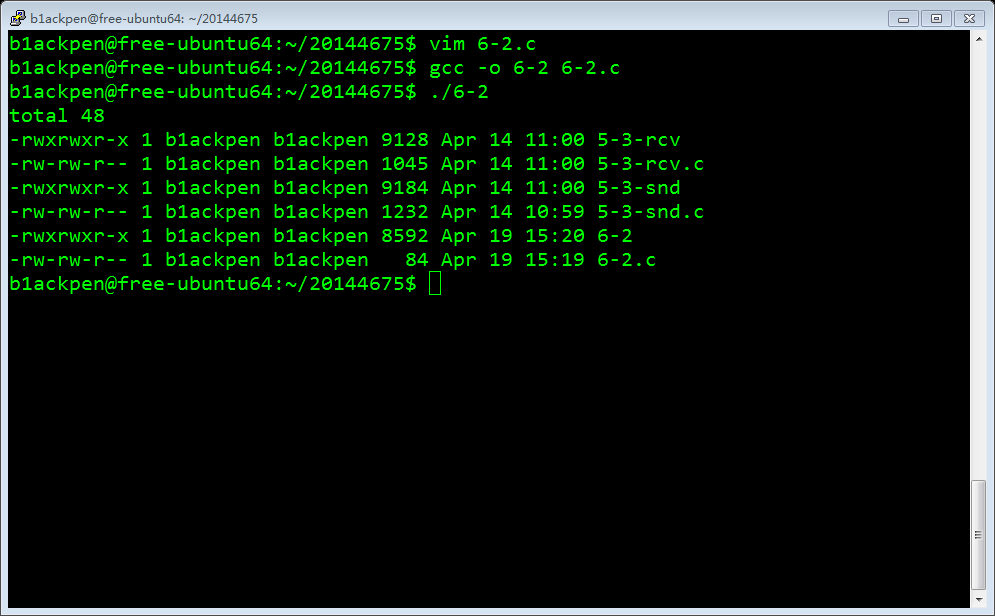 b1ackpen@free-ubuntu64: ~/20144675
b1ackpen@free-ubuntu64:~/20144675$ vim 6-2.c
b1ackpen@free-ubuntu64:~/20144675$ gcc -o 6-2 6-2.c
b1ackpen@free-ubuntu64:~/20144675$ ./6-2
total 48
-rwxrwxr-x 1 b1ackpen b1ackpen 9128 Apr 14 11:00 5-3-rcv
-rw-rw-r-- 1 b1ackpen b1ackpen 1045 Apr 14 11:00 5-3-rcv.c
-rwxrwxr-x 1 b1ackpen b1ackpen 9184 Apr 14 11:00 5-3-snd
-rw-rw-r-- 1 b1ackpen b1ackpen 1232 Apr 14 10:59 5-3-snd.c
-rwxrwxr-x 1 b1ackpen b1ackpen 8592 Apr 19 15:20 6-2
-rw-rw-r-- 1 b1ackpen b1ackpen   84 Apr 19 15:19 6-2.c
b1ackpen@free-ubuntu64:~/20144675$